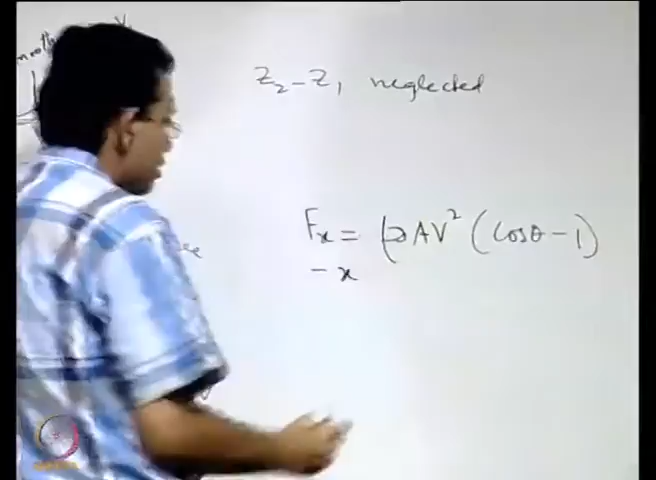 Z₂ - Z₁ neglected
Fₓ = ρAV² (cosθ - 1)
- x